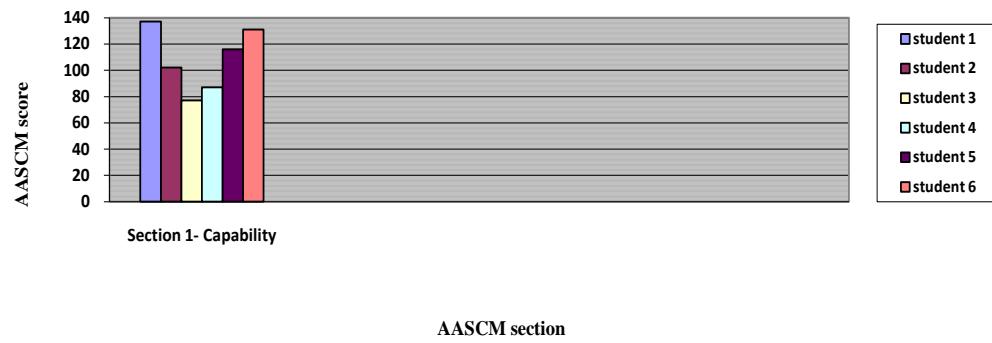 AASCM score
140
120
100
80
60
40
20
0
Section 1- Capability
AASCM section
student 1
student 2
student 3
student 4
student 5
student 6